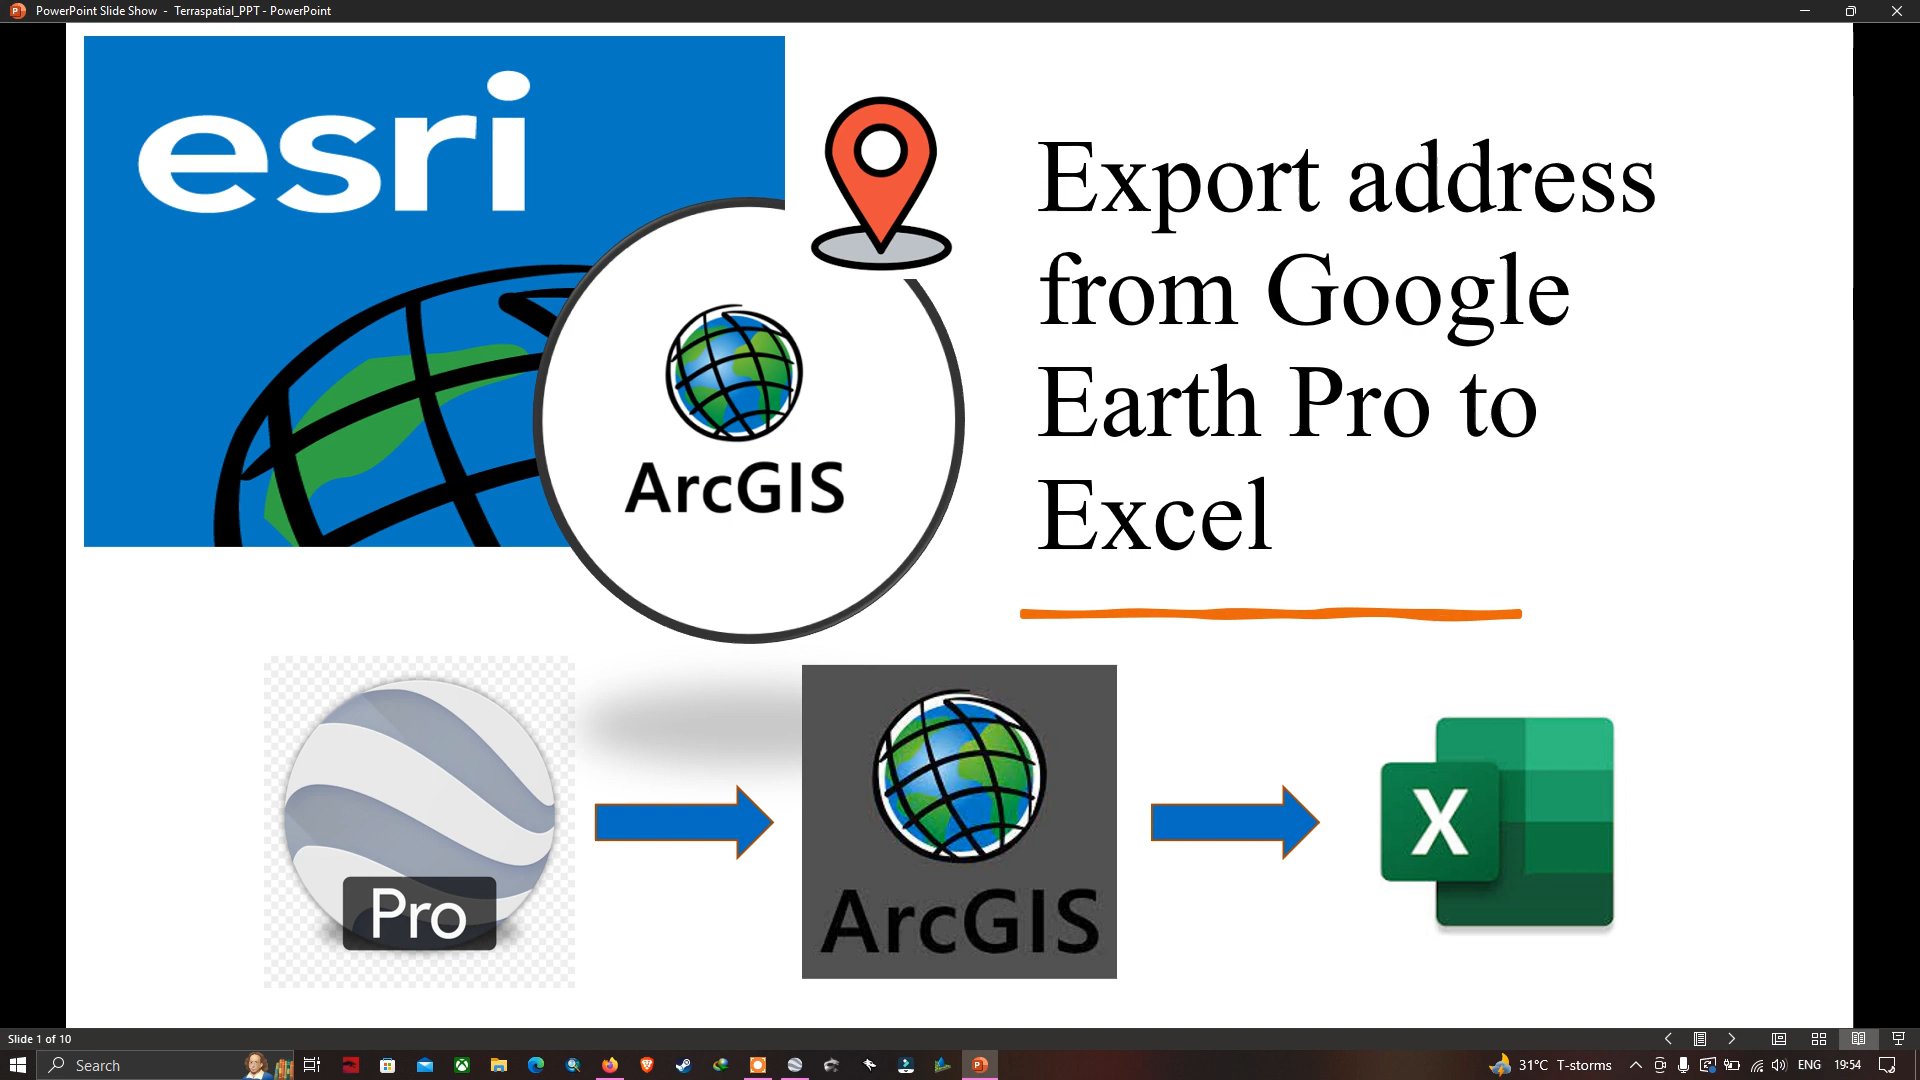 PowerPoint Slide Show - Terraspatial_PPT - PowerPoint
esri
ArcGIS
Export address
from Google
Earth Pro to
Excel
Pro
ArcGIS
X
Slide 1 of 10
Search
31°C T-storms
ENG
19:54